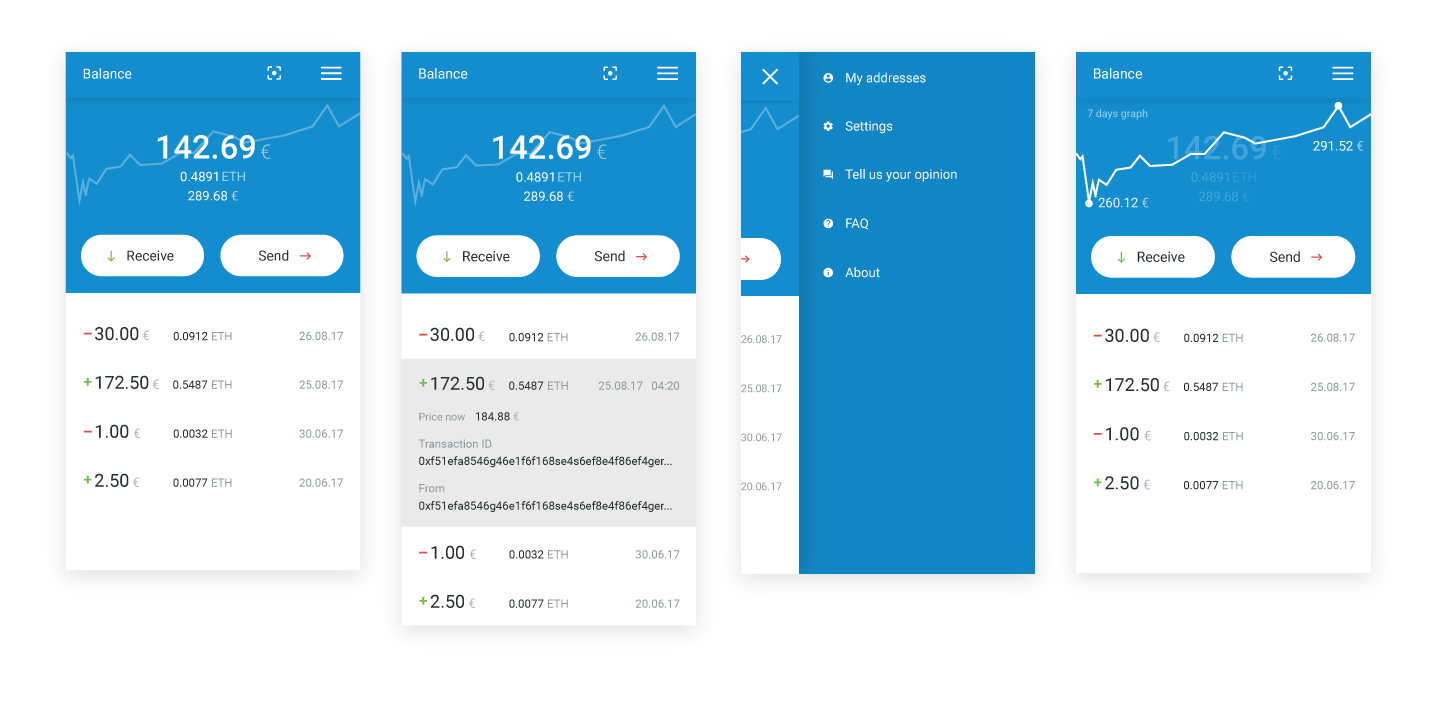 Balance
142.69 €
0.4891 ETH
289.68 €
Receive
Send
−30.00 € 0.0912 ETH 26.08.17
+172.50 € 0.5487 ETH 25.08.17
−1.00 € 0.0032 ETH 30.06.17
+2.50 € 0.0077 ETH 20.06.17
Balance
142.69 €
0.4891 ETH
289.68 €
Receive
Send
−30.00 € 0.0912 ETH 26.08.17
+172.50 € 0.5487 ETH 25.08.17 04:20
Price now 184.88 €
Transaction ID
0xf51efa8546g46e1f6f168se4s6ef8e4f86ef4ger...
From
0xf51efa8546g46e1f6f168se4s6ef8e4f86ef4ger...
−1.00 € 0.0032 ETH 30.06.17
+2.50 € 0.0077 ETH 20.06.17
My addresses
Settings
Tell us your opinion
FAQ
About
26.08.17
25.08.17
30.06.17
20.06.17
Balance
7 days graph
142.69 €
291.52 €
0.4891 ETH
289.68 €
260.12 €
Receive
Send
−30.00 € 0.0912 ETH 26.08.17
+172.50 € 0.5487 ETH 25.08.17
−1.00 € 0.0032 ETH 30.06.17
+2.50 € 0.0077 ETH 20.06.17